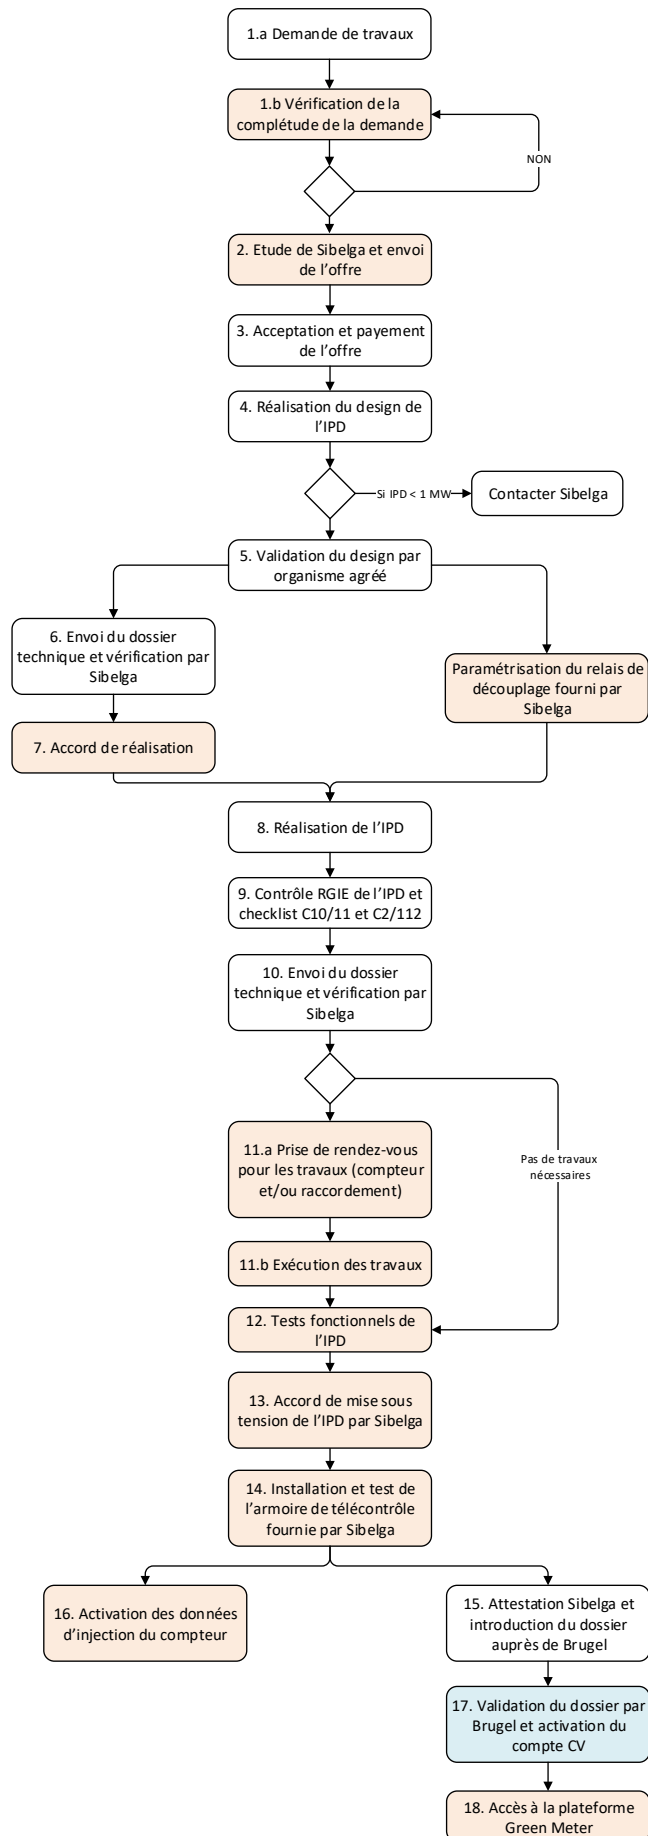 1.a Demande de travaux
1.b Vérification de la
complétude de la demande
NON
2. Etude de Sibelga et envoi
de l'offre
3. Acceptation et payement
de l'offre
4. Réalisation du design de
l'IPD
Si IPD < 1 MW
Contacter Sibelga
5. Validation du design par
organisme agréé
6. Envoi du dossier
technique et vérification par
Sibelga
Paramétrisation du relais de
découplage fourni par
Sibelga
7. Accord de réalisation
8. Réalisation de l'IPD
9. Contrôle RGIE de l'IPD et
checklist C10/11 et C2/112
10. Envoi du dossier
technique et vérification par
Sibelga
11.a Prise de rendez-vous
pour les travaux (compteur
et/ou raccordement)
Pas de travaux
nécessaires
11.b Exécution des travaux
12. Tests fonctionnels de
l'IPD
13. Accord de mise sous
tension de l'IPD par Sibelga
14. Installation et test de
l'armoire de télécontrôle
fournie par Sibelga
16. Activation des données
d'injection du compteur
15. Attestation Sibelga et
introduction du dossier
auprès de Brugel
17. Validation du dossier par
Brugel et activation du
compte CV
18. Accès à la plateforme
Green Meter